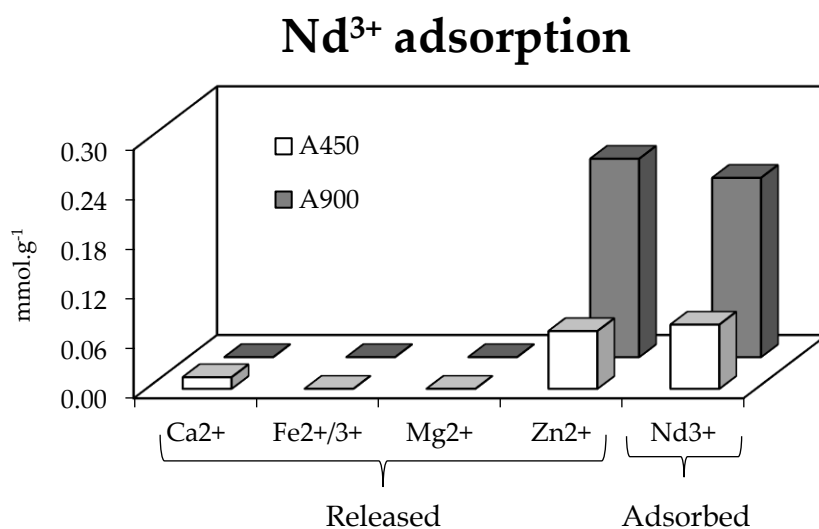 Nd³⁺ adsorption
A450
A900
0.30
0.24
0.18
0.12
0.06
0.00
mmol.g⁻¹
Ca2+ Fe2+/3+ Mg2+ Zn2+ Nd3+
Released Adsorbed